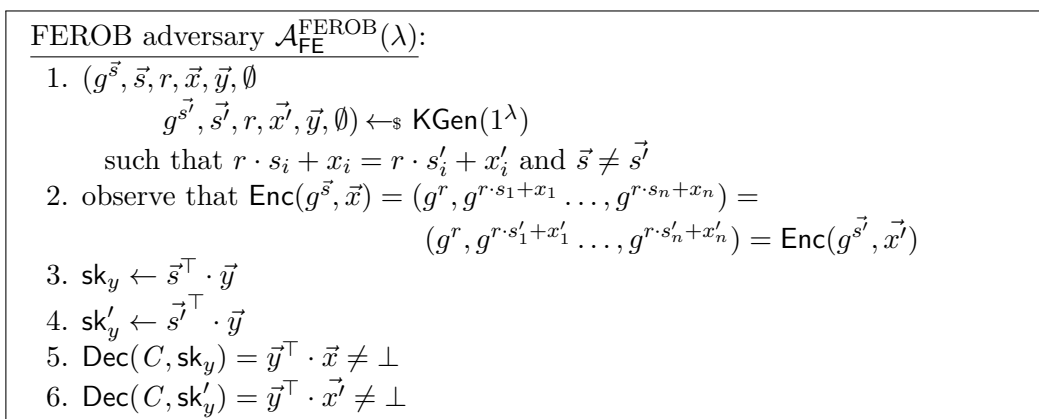 FEROB adversary $\mathcal{A}_{\mathsf{FE}}^{\mathrm{FEROB}}(\lambda)$:
1. $(g^{\vec{s}}, \vec{s}, r, \vec{x}, \vec{y}, \emptyset$
$g^{\vec{s'}}, \vec{s'}, r, \vec{x'}, \vec{y}, \emptyset) \leftarrow_{\$} \mathsf{KGen}(1^\lambda)$
such that $r \cdot s_i + x_i = r \cdot s'_i + x'_i$ and $\vec{s} \neq \vec{s'}$
2. observe that $\mathsf{Enc}(g^{\vec{s}}, \vec{x}) = (g^r, g^{r \cdot s_1 + x_1} \ldots, g^{r \cdot s_n + x_n}) =$
$(g^r, g^{r \cdot s'_1 + x'_1} \ldots, g^{r \cdot s'_n + x'_n}) = \mathsf{Enc}(g^{\vec{s'}}, \vec{x'})$
3. $\mathsf{sk}_y \leftarrow \vec{s}^\top \cdot \vec{y}$
4. $\mathsf{sk}'_y \leftarrow \vec{s'}^\top \cdot \vec{y}$
5. $\mathsf{Dec}(C, \mathsf{sk}_y) = \vec{y}^\top \cdot \vec{x} \neq \bot$
6. $\mathsf{Dec}(C, \mathsf{sk}'_y) = \vec{y}^\top \cdot \vec{x'} \neq \bot$